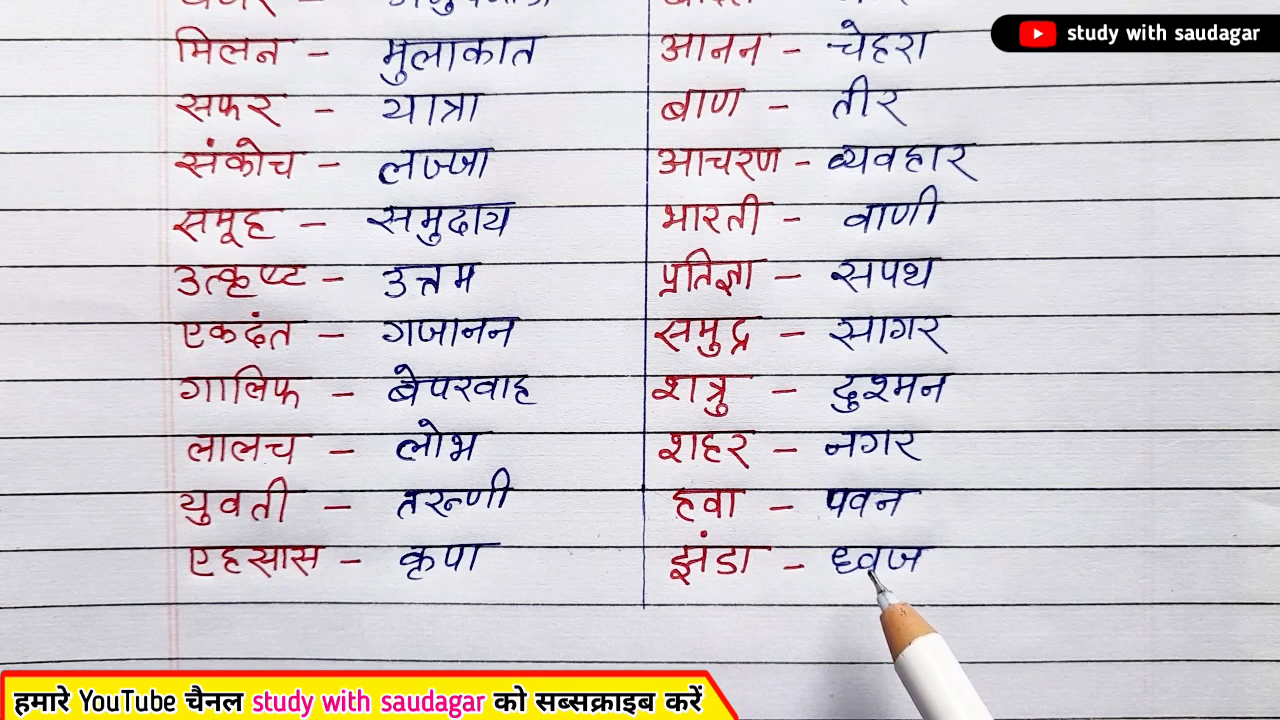 study with saudagar
मिलन - मुलाकात
सफर - यात्रा
संकोच - लज्जा
समूह - समुदाय
उत्कृष्ट - उत्तम
एकदंत - गजानन
गालिफ - बेपरवाह
लालच - लोभ
युवती - तरुणी
एहसास - कृपा
आनन - चेहरा
बाण - तीर
आचरण - व्यवहार
भारती - वाणी
प्रतिज्ञा - सपथ
समुद्र - सागर
शत्रु - दुश्मन
शहर - नगर
हवा - पवन
झंडा - ध्वज
हमारे YouTube चैनल study with saudagar को सब्सक्राइब करें